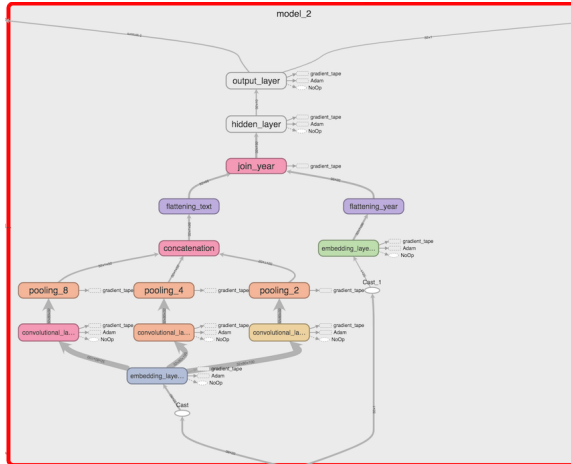 model_2
output_layer
gradient_tape
Adam
NoOp
hidden_layer
gradient_tape
Adam
NoOp
join_year
gradient_tape
flattening_text
flattening_year
concatenation
embedding_laye...
gradient_tape
Adam
NoOp
Cast_1
pooling_8
gradient_tape
pooling_4
gradient_tape
pooling_2
gradient_tape
convolutional_la...
gradient_tape
Adam
NoOp
convolutional_la...
gradient_tape
Adam
NoOp
convolutional_la...
gradient_tape
Adam
NoOp
embedding_laye...
gradient_tape
Adam
NoOp
Cast